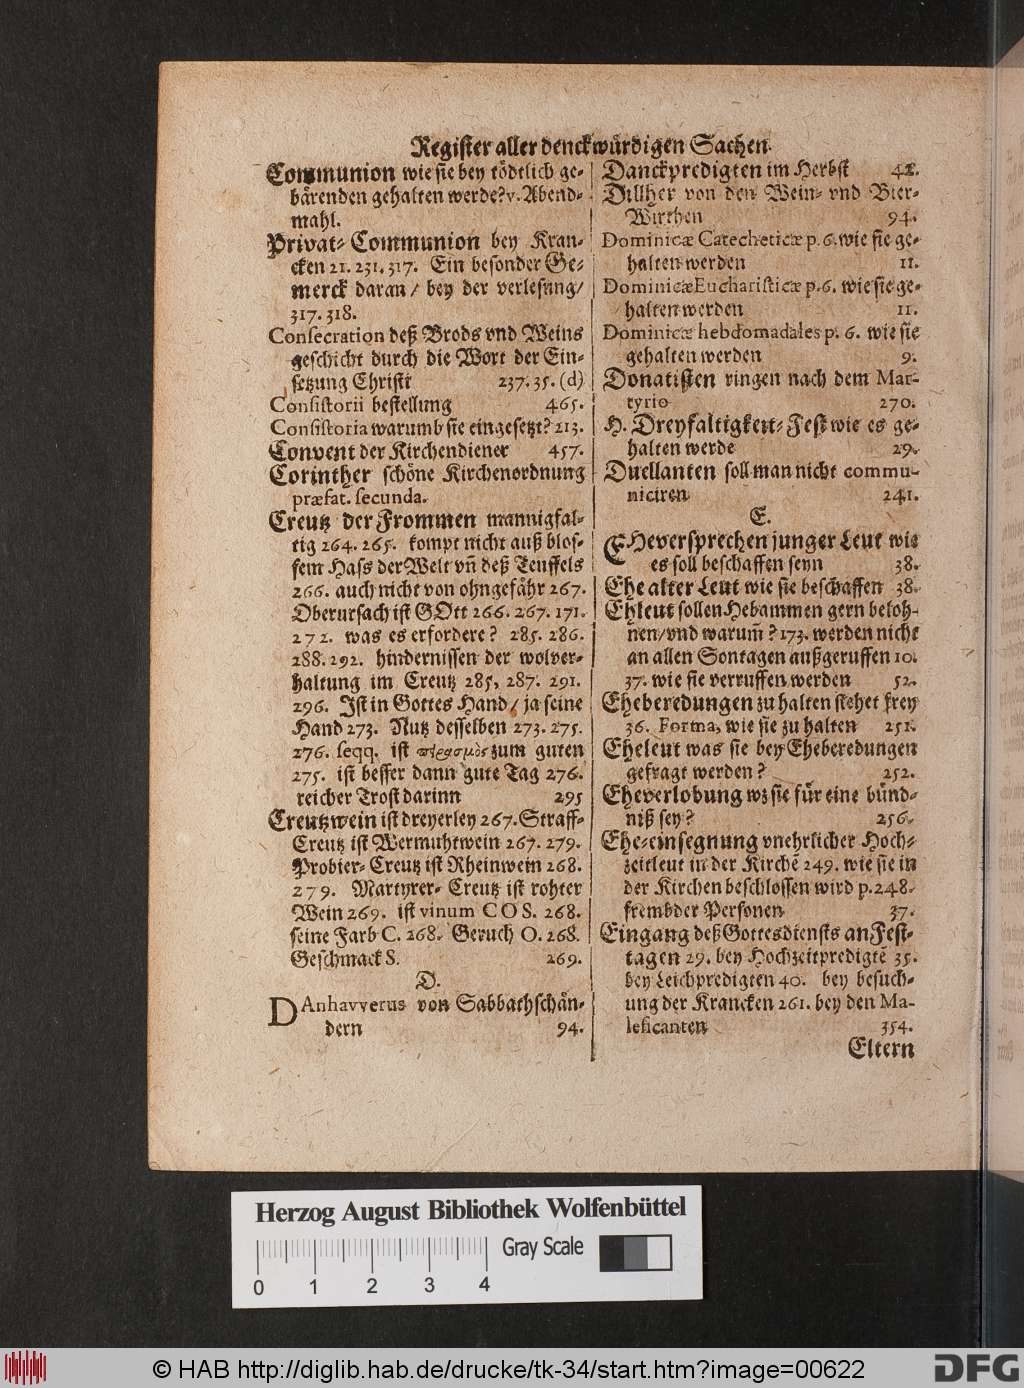 Register aller denckwürdigen Sachen
Communion wie sie bey tödtlich ge-
bärenden gehalten werde? v. Abend-
mahl.
Privat-Communion bey Kran-
cken 21. 231. 317. Ein besonder Ge-
merck daran/ bey der verlesung/
317. 318.
Consecration deß Brods vnd Weins
geschicht durch die Wort der Ein-
setzung Christi 237. 35. (d)
Consistorii bestellung 465.
Consistoria warumb sie eingesetzt? 213.
Convent der Kirchendiener 457.
Corinther schöne Kirchenordnung
præfat. secunda.
Creutz der Frommen mannigfal-
tig 264. 265. kompt nicht auß blos-
sem Hass der Welt vñ deß Teuffels
266. auch nicht von ohngefähr 267.
Oberursach ist GOtt 266. 267. 171.
272. was es erfordere? 285. 286.
288. 292. hindernissen der wolver-
haltung im Creutz 285, 287. 291.
296. Ist in Gottes Hand/ ja seine
Hand 273. Nutz desselben 273. 275.
276. seqq. ist πειρασμὸς zum guten
275. ist besser dann gute Tag 276.
reicher Trost darinn 295
Creutzwein ist dreyerley 267. Straff-
Creutz ist Wermuhtwein 267. 279.
Probier-Creutz ist Rheinwein 268.
279. Martyrer-Creutz ist rohter
Wein 269. ist vinum COS. 268.
seine Farb C. 268. Geruch O. 268.
Geschmack S. 269.
D.
DAnhavverus von Sabbathschän-
dern 94.
Danckpredigten im Herbst 42.
Dillher von den Wein- vnd Bier-
Wirthen 94.
Dominicæ Catecheticæ p. 6. wie sie ge-
halten werden 11.
Dominicæ Eucharisticæ p. 6. wie sie ge-
halten werden 11.
Dominicæ hebdomadales p. 6. wie sie
gehalten werden 9.
Donatisten ringen nach dem Mar-
tyrio 270.
H. Dreyfaltigkeit-Fest wie es ge-
halten werde 29.
Duellanten soll man nicht commu-
niciren 241.
E.
EHeversprechen junger Leut wie
es soll beschaffen seyn 38.
Ehe alter Leut wie sie beschaffen 38.
Ehleut sollen Hebammen gern beloh-
nen/ vnd warum̃? 173. werden nicht
an allen Sontagen außgeruffen 10.
37. wie sie verruffen werden 52.
Eheberedungen zu halten stehet frey
36. Forma, wie sie zu halten 251.
Eheleut was sie bey Eheberedungen
gefragt werden? 252.
Eheverlobung wz sie für eine bünd-
niß sey? 256.
Ehe-einsegnung vnehrlicher Hoch-
zeitleut in der Kirchē 249. wie sie in
der Kirchen beschlossen wird p. 248.
frembder Personen 37.
Eingang deß Gottesdiensts an Fest-
tagen 29. bey Hochzeitpredigtē 35.
bey Leichpredigten 40. bey besuch-
ung der Krancken 261. bey den Ma-
leficanten 354.
Eltern
Herzog August Bibliothek Wolfenbüttel
Gray Scale
0 1 2 3 4
© HAB http://diglib.hab.de/drucke/tk-34/start.htm?image=00622
DFG